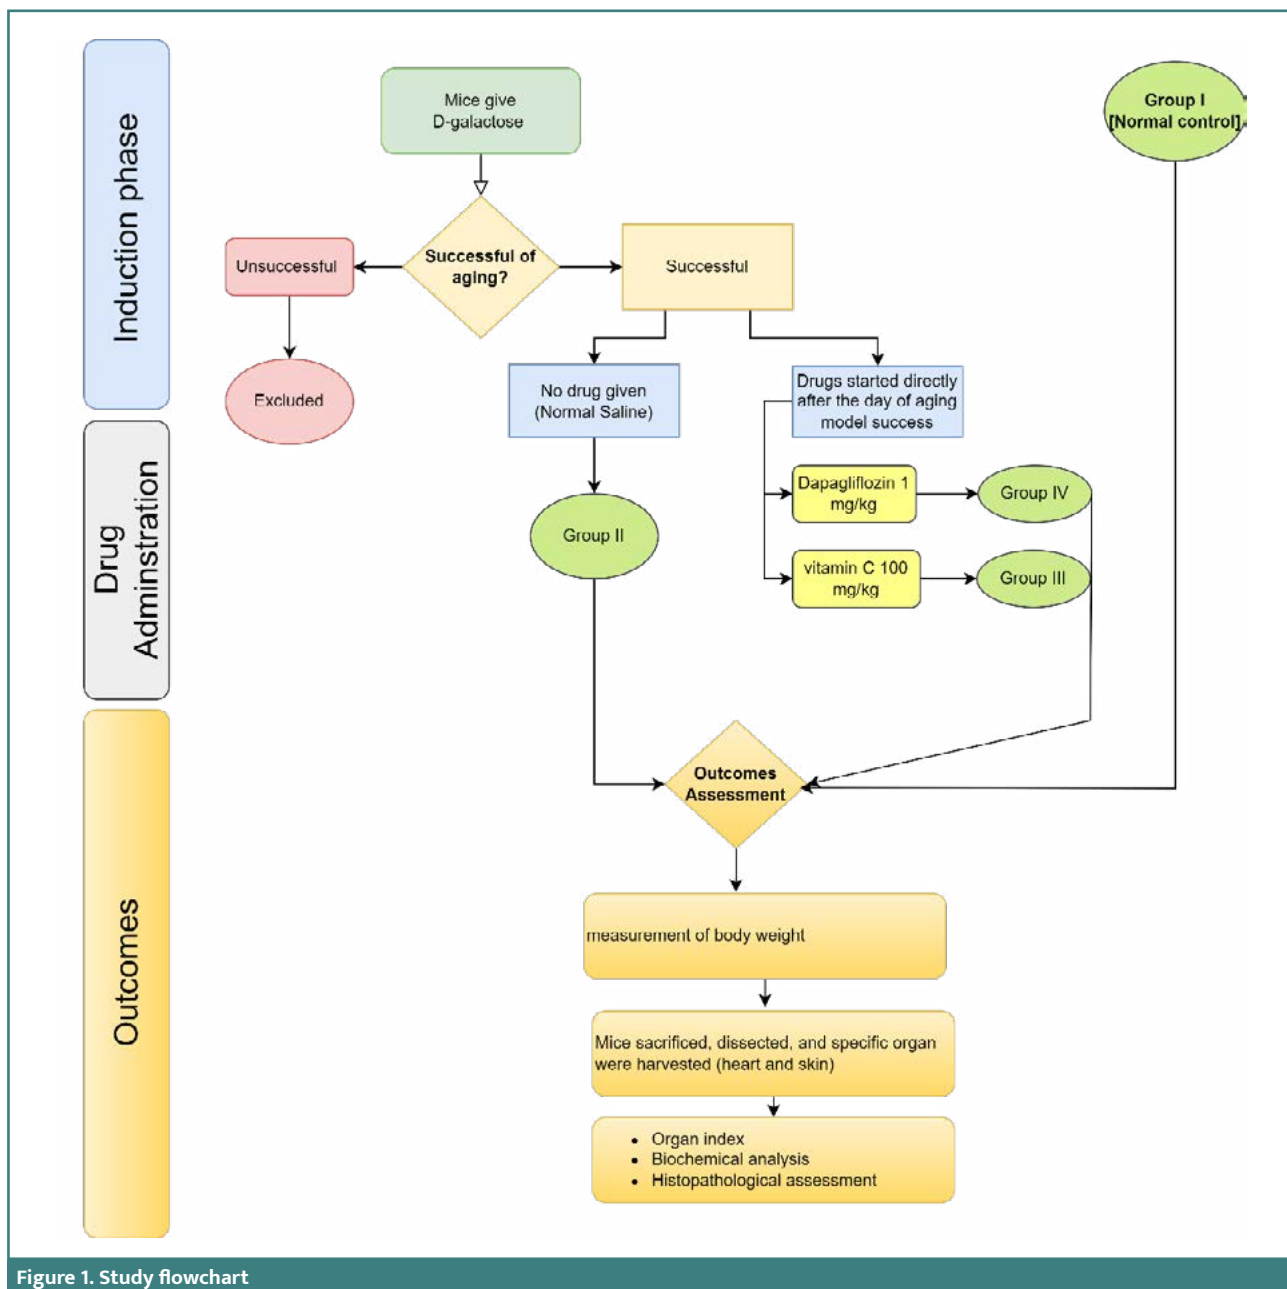 Induction phase
Mice give
D-galactose
Group I
[Normal control]
Successful of
aging?
Unsuccessful
Successful
Excluded
No drug given
(Normal Saline)
Drugs started directly
after the day of aging
model success
Drug
Adminstration
Dapagliflozin 1
mg/kg
Group IV
Group II
vitamin C 100
mg/kg
Group III
Outcomes
Outcomes
Assessment
measurement of body weight
Mice sacrificed, dissected, and specific organ
were harvested (heart and skin)
• Organ index
• Biochemical analysis
• Histopathological assessment
Figure 1. Study flowchart